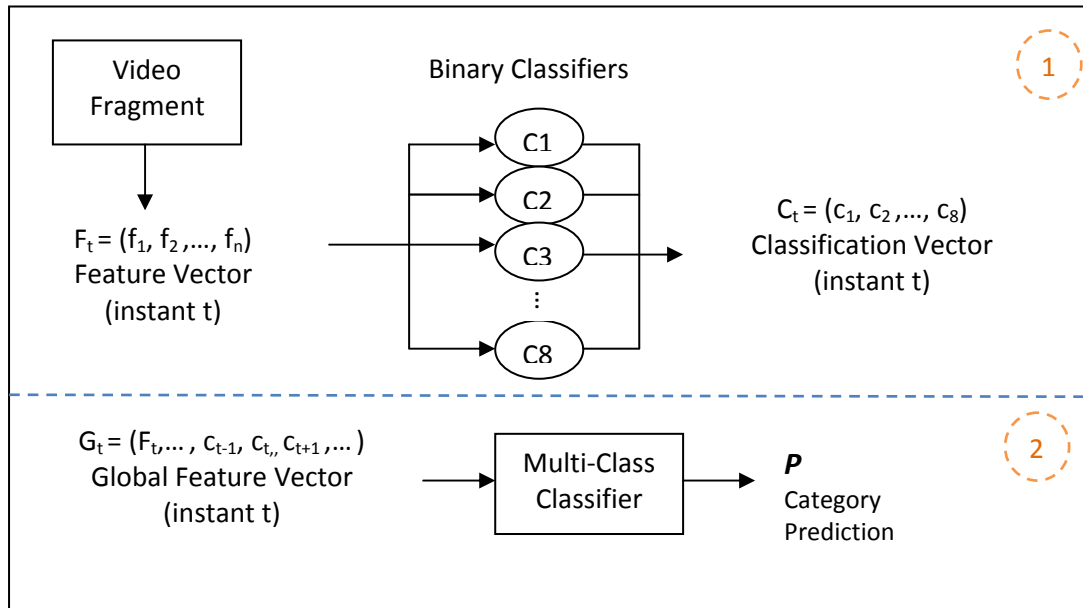 Video
Fragment
Binary Classifiers
1
C1
C2
C3
...
C8
Fₜ = (f₁, f₂ ,..., fₙ)
Feature Vector
(instant t)
Cₜ = (c₁, c₂ ,..., c₈)
Classification Vector
(instant t)
2
Gₜ = (Fₜ,... , cₜ₋₁, cₜ,, cₜ₊₁ ,... )
Global Feature Vector
(instant t)
Multi-Class
Classifier
P
Category
Prediction